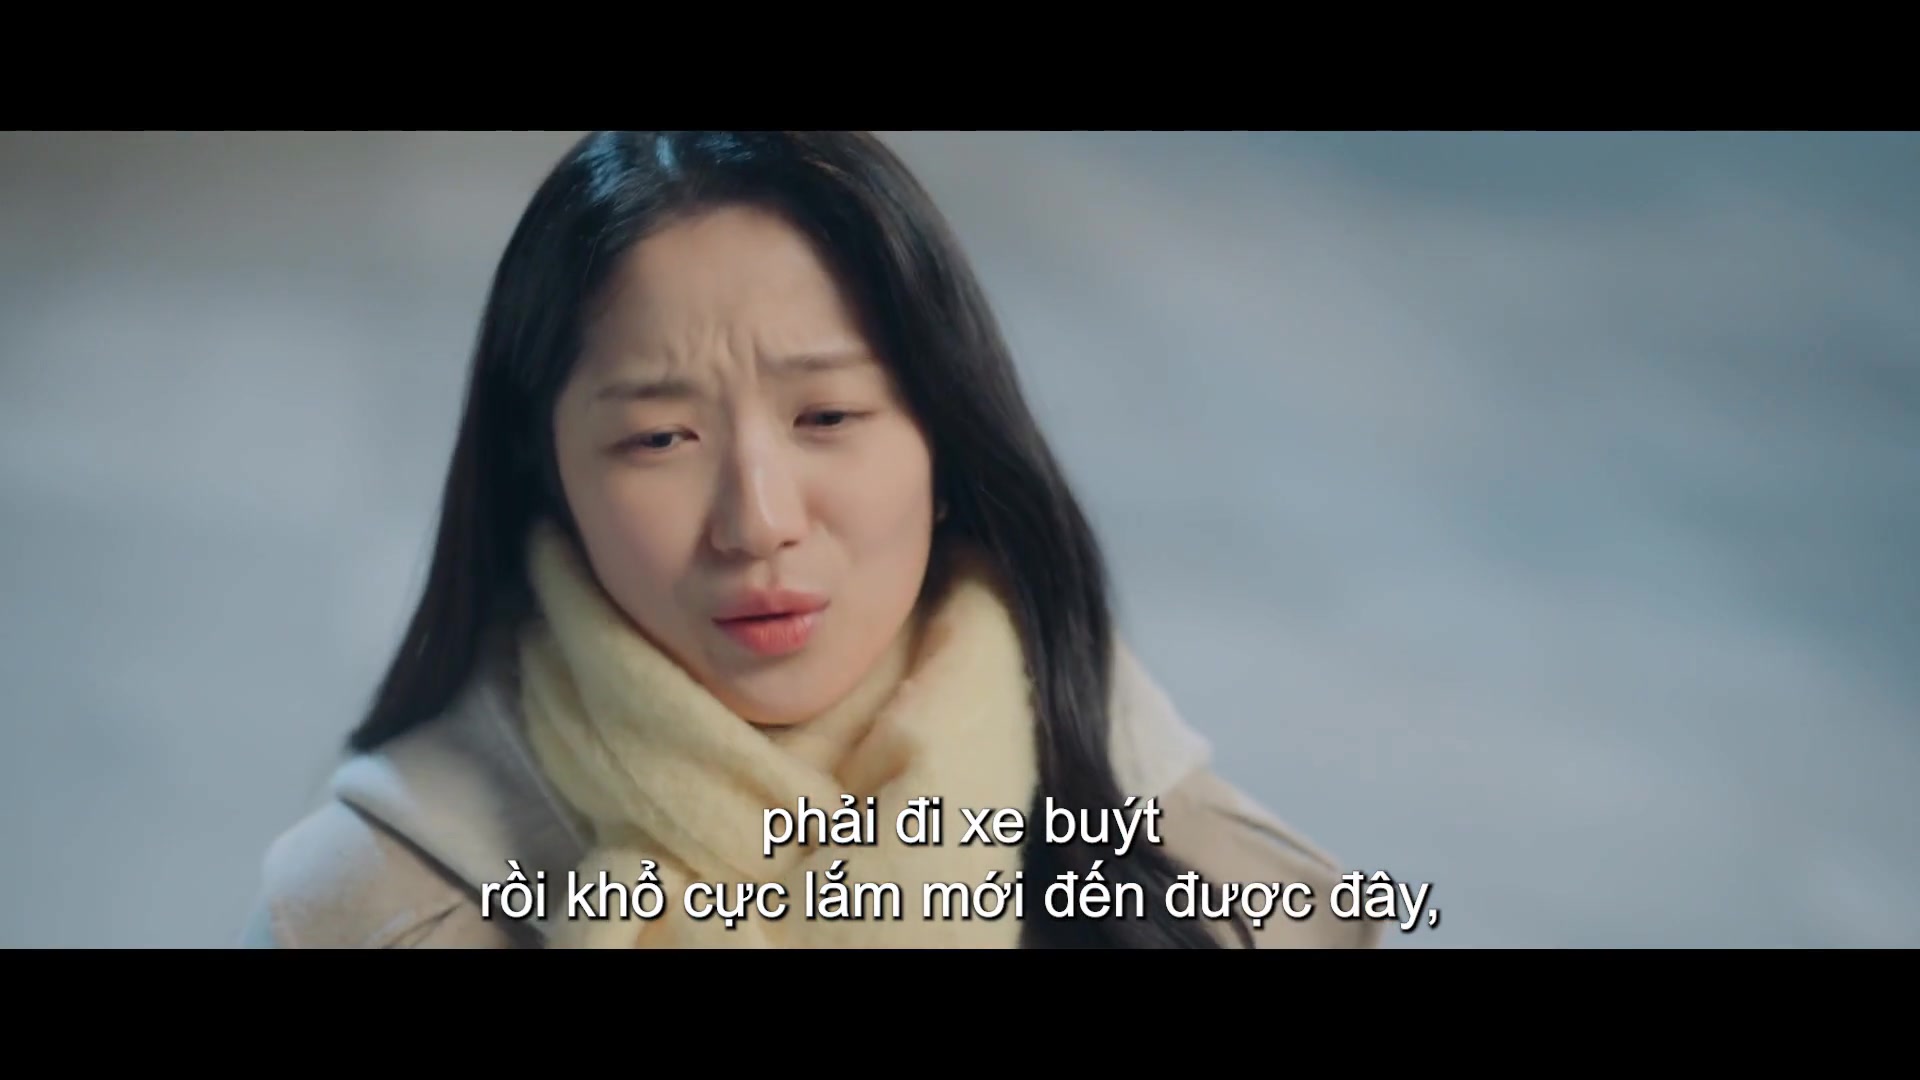 phải đi xe buýt
rồi khổ cực lắm mới đến được đây,